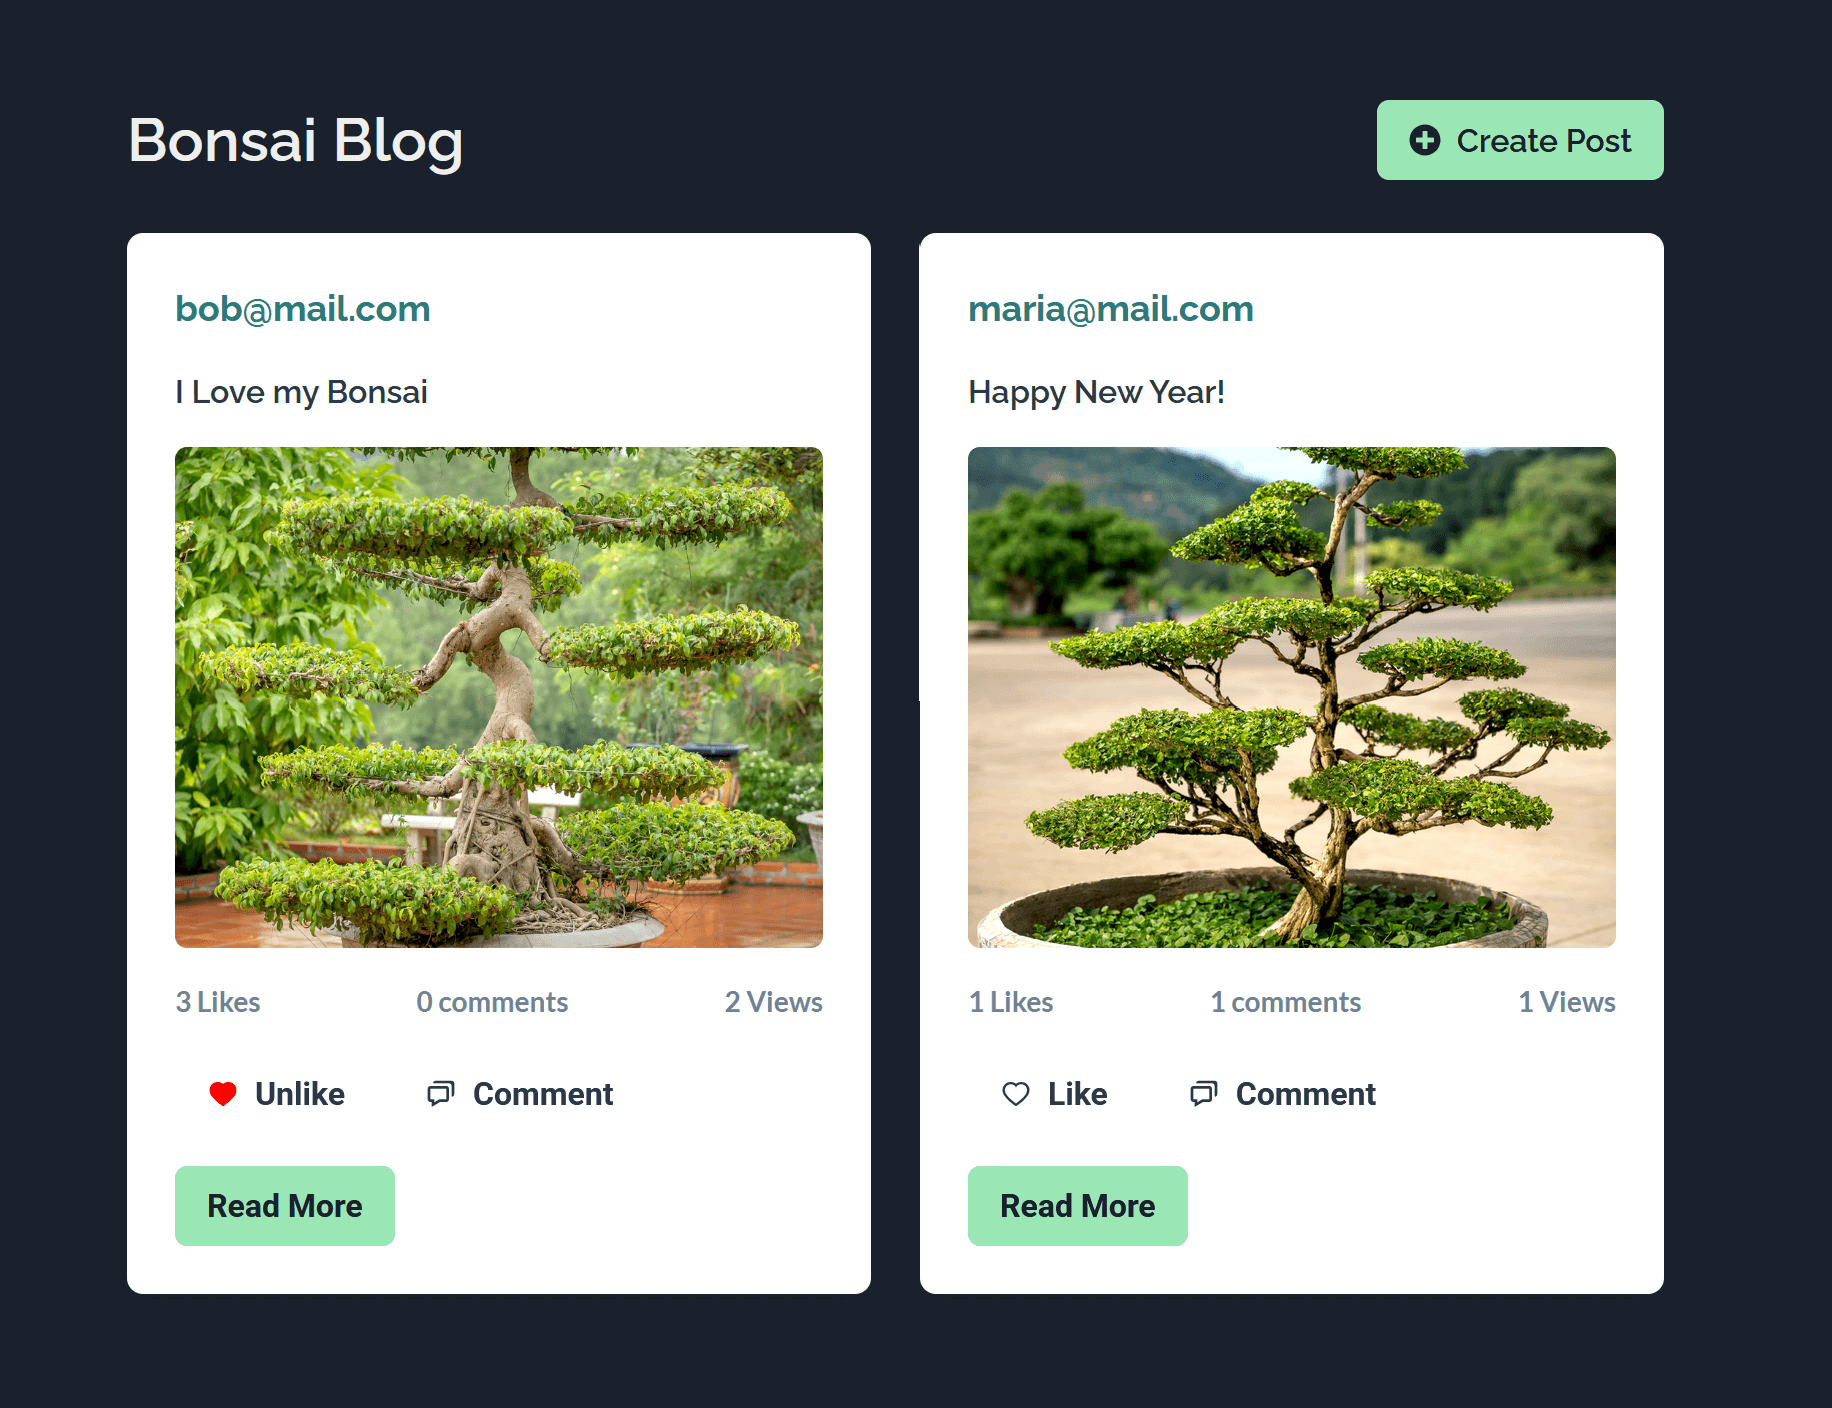 Bonsai Blog
Create Post
bob@mail.com
I Love my Bonsai
3 Likes
0 comments
2 Views
Unlike
Comment
Read More
maria@mail.com
Happy New Year!
1 Likes
1 comments
1 Views
Like
Comment
Read More